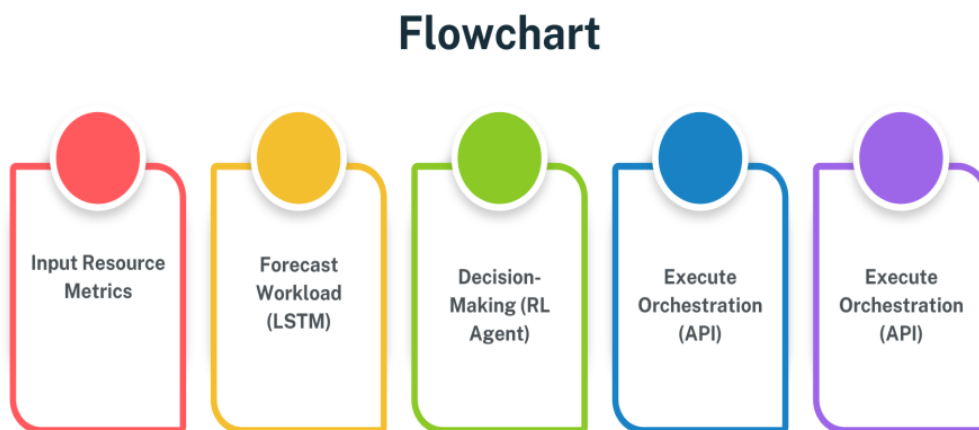 Flowchart
Input Resource
Metrics
Forecast
Workload
(LSTM)
Decision-
Making (RL
Agent)
Execute
Orchestration
(API)
Execute
Orchestration
(API)